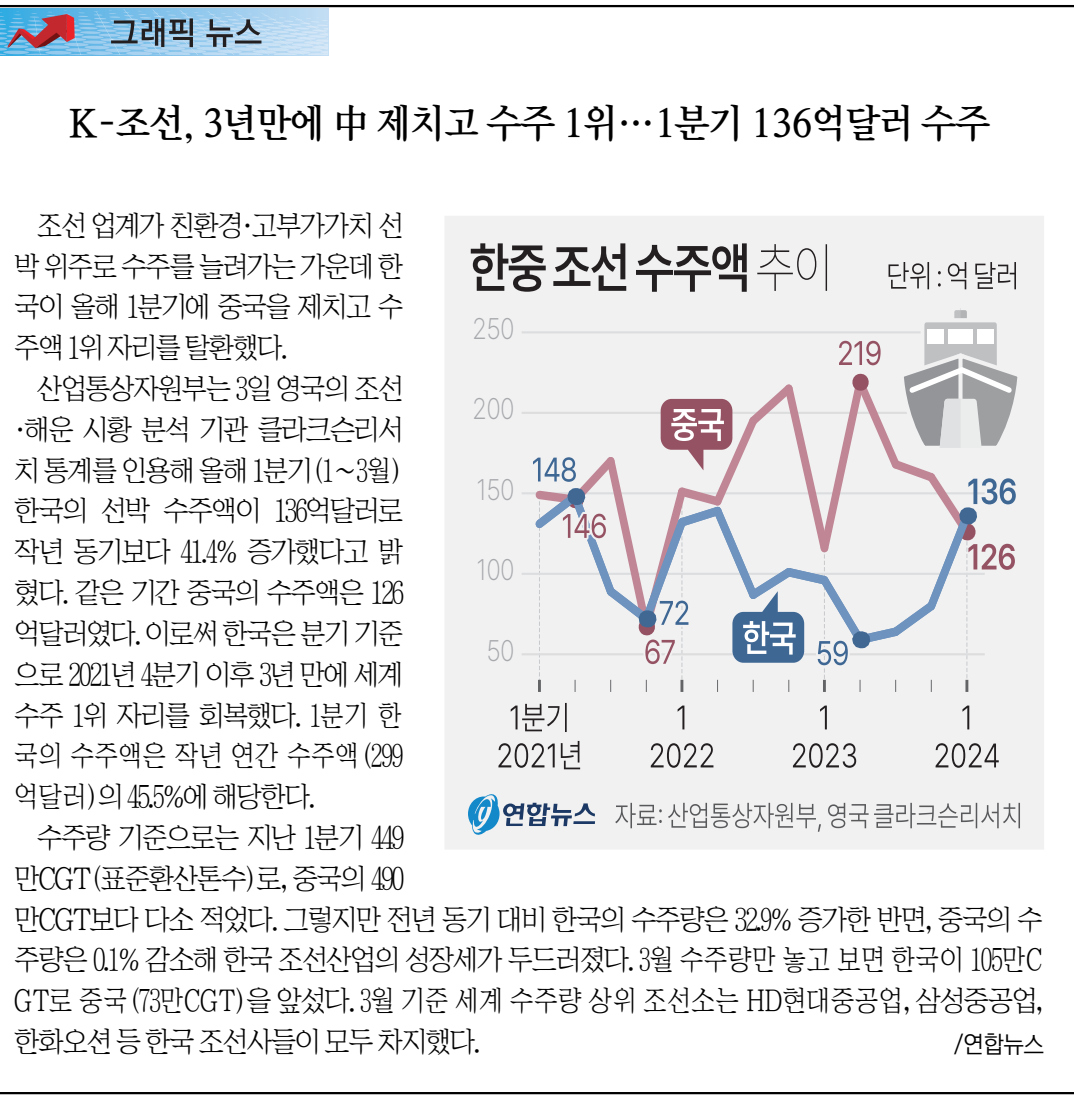 그래픽 뉴스
K-조선, 3년만에 中 제치고 수주 1위…1분기 136억달러 수주
조선 업계가 친환경·고부가가치 선
박 위주로 수주를 늘려가는 가운데 한
국이 올해 1분기에 중국을 제치고 수
주액 1위 자리를 탈환했다.
산업통상자원부는 3일 영국의 조선
·해운 시황 분석 기관 클라크슨리서
치 통계를 인용해 올해 1분기(1～3월)
한국의 선박 수주액이 136억달러로
작년 동기보다 41.4% 증가했다고 밝
혔다. 같은 기간 중국의 수주액은 126
억달러였다. 이로써 한국은 분기 기준
으로 2021년 4분기 이후 3년 만에 세계
수주 1위 자리를 회복했다. 1분기 한
국의 수주액은 작년 연간 수주액(299
억달러)의 45.5%에 해당한다.
수주량 기준으로는 지난 1분기 449
만CGT(표준환산톤수)로, 중국의 490
만CGT보다 다소 적었다. 그렇지만 전년 동기 대비 한국의 수주량은 32.9% 증가한 반면, 중국의 수
주량은 0.1% 감소해 한국 조선산업의 성장세가 두드러졌다. 3월 수주량만 놓고 보면 한국이 105만C
GT로 중국(73만CGT)을 앞섰다. 3월 기준 세계 수주량 상위 조선소는 HD현대중공업, 삼성중공업,
한화오션 등 한국 조선사들이 모두 차지했다.
/연합뉴스
한중 조선 수주액 추이
단위 : 억 달러
250
219
200
중국
148
150
136
146
126
100
72
한국
67
59
50
1분기 1 1 1
2021년 2022 2023 2024
연합뉴스 자료: 산업통상자원부, 영국 클라크슨리서치